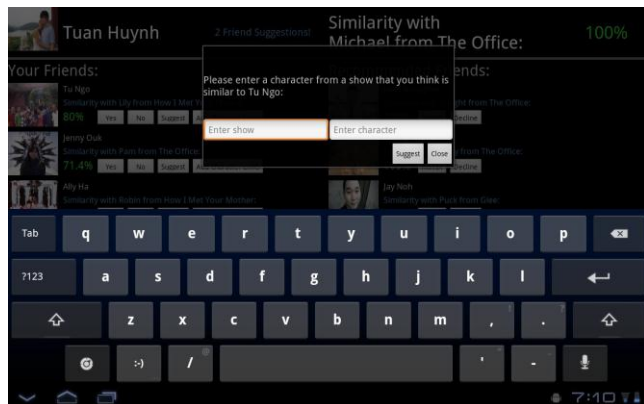 Tuan Huynh
2 Friend Suggestions!
Similarity with
Michael from The Office:
100%
Your Friends:
ends:
Please enter a character from a show that you think is
similar to Tu Ngo:
Enter show
Enter character
Suggest Close
Tu Ngo
Similarity with Lily from How I Met
80% Yes No Suggest
ght from The Office:
Decline
Jenny Ouk
Similarity with Pam from The Office
71.4% Yes No Suggest
from The Office:
Decline
Ally Ha
Similarity with Robin from How I Met Your Mother:
Jay Noh
Similarity with Puck from Glee:
Tab q w e r t y u i o p
?123 a s d f g h j k l
z x c v b n m , ! . ?
:-) / @ ' " - _
7:10